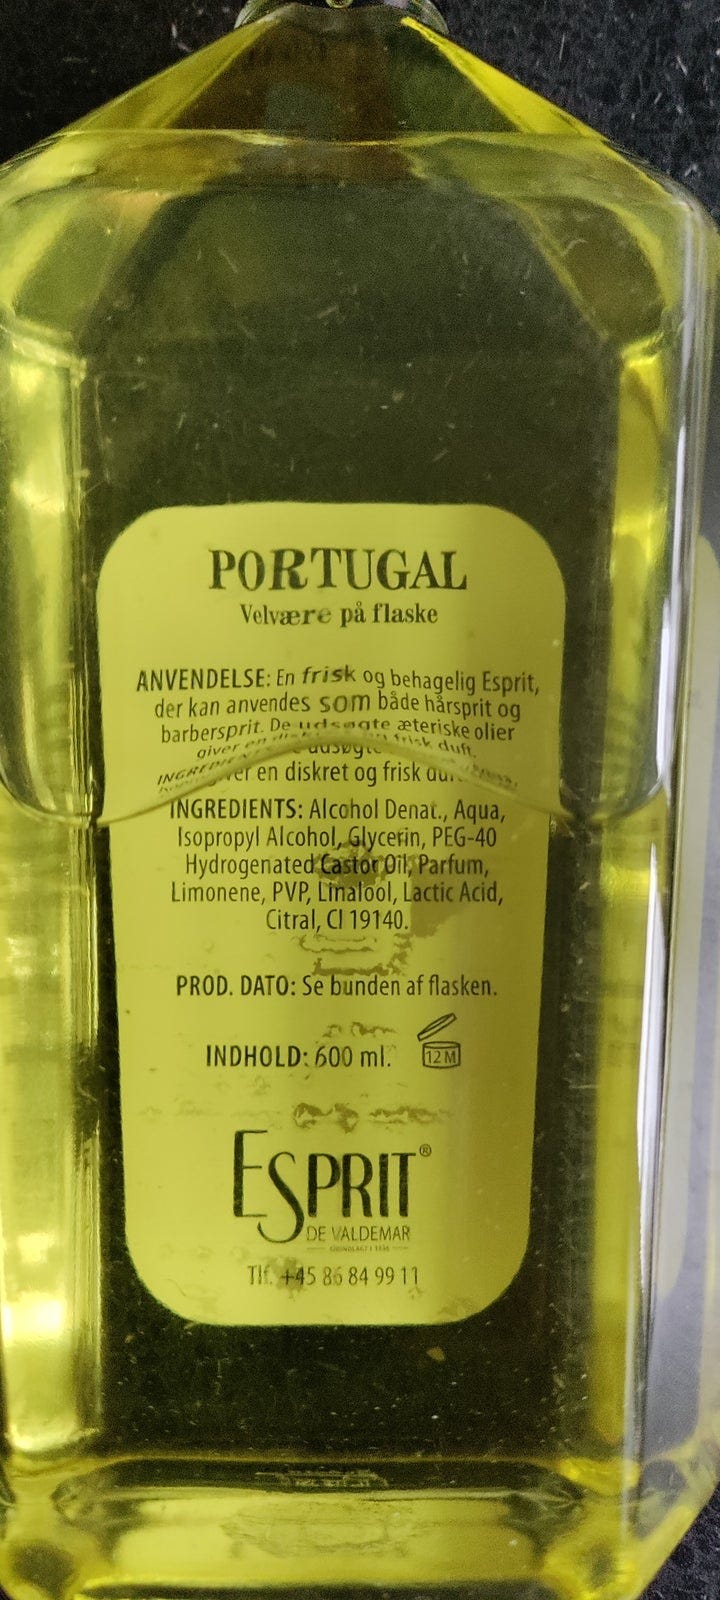 PORTUGAL
Velvære på flaske
ANVENDELSE: En frisk og behagelig Esprit,
der kan anvendes som både hårsprit og
barbersprit. De udsøgte æteriske olier
giver en diskret og frisk duft.
INGREDIENTS: Alcohol Denat., Aqua,
Isopropyl Alcohol, Glycerin, PEG-40
Hydrogenated Castor Oil, Parfum,
Limonene, PVP, Linalool, Lactic Acid,
Citral, CI 19140.
PROD. DATO: Se bunden af flasken.
INDHOLD: 600 ml.
12 M
ESPRIT®
DE VALDEMAR
Tlf. +45 86 84 99 11